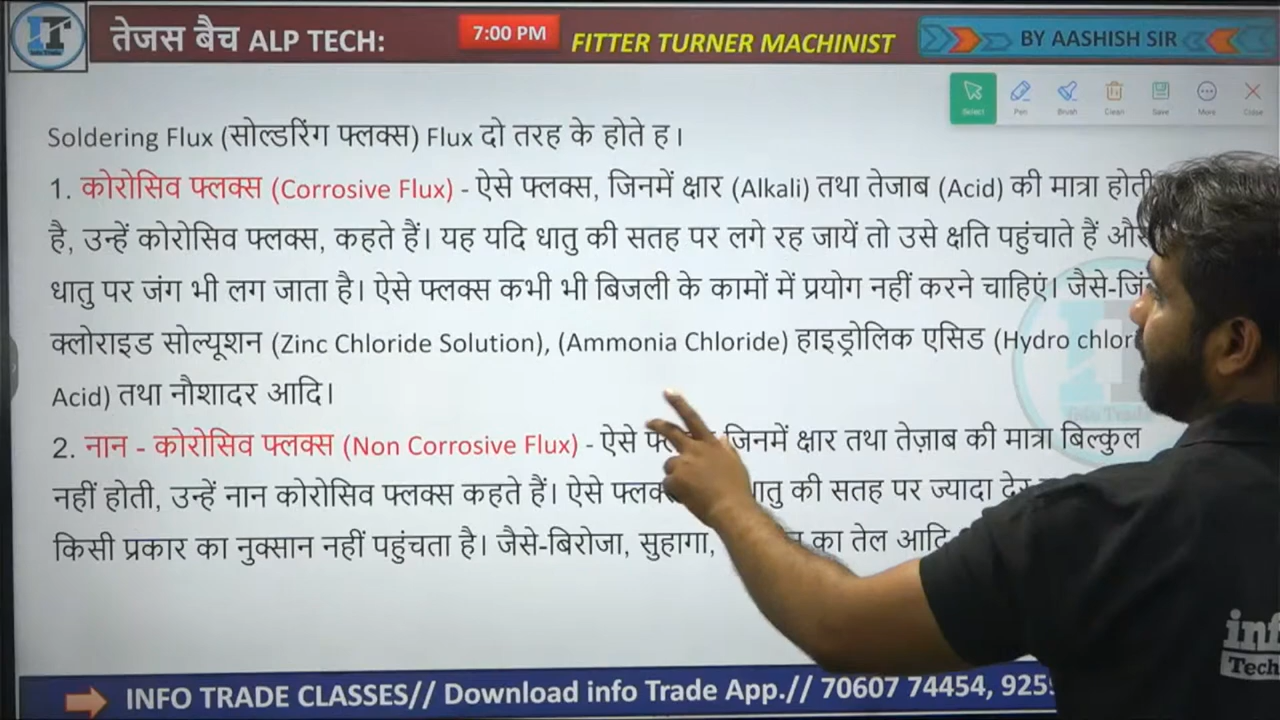 तेजस बैच ALP TECH:
7:00 PM
FITTER TURNER MACHINIST
BY AASHISH SIR
Select
Pen
Brush
Clean
Save
More
Close
Soldering Flux (सोल्डरिंग फ्लक्स) Flux दो तरह के होते ह।
1. कोरोसिव फ्लक्स (Corrosive Flux) - ऐसे फ्लक्स, जिनमें क्षार (Alkali) तथा तेजाब (Acid) की मात्रा होती
है, उन्हें कोरोसिव फ्लक्स, कहते हैं। यह यदि धातु की सतह पर लगे रह जायें तो उसे क्षति पहुंचाते हैं और
धातु पर जंग भी लग जाता है। ऐसे फ्लक्स कभी भी बिजली के कामों में प्रयोग नहीं करने चाहिएं। जैसे-जिं
क्लोराइड सोल्यूशन (Zinc Chloride Solution), (Ammonia Chloride) हाइड्रोलिक एसिड (Hydro chlor
Acid) तथा नौशादर आदि।
2. नान - कोरोसिव फ्लक्स (Non Corrosive Flux) - ऐसे जिनमें क्षार तथा तेज़ाब की मात्रा बिल्कुल
नहीं होती, उन्हें नान कोरोसिव फ्लक्स कहते हैं। ऐसे फ्लक्स की सतह पर ज्यादा देर
किसी प्रकार का नुक्सान नहीं पहुंचता है। जैसे-बिरोजा, सुहागा, का तेल आदि
INFO TRADE CLASSES// Download info Trade App.// 70607 74454, 925
inf
Tech